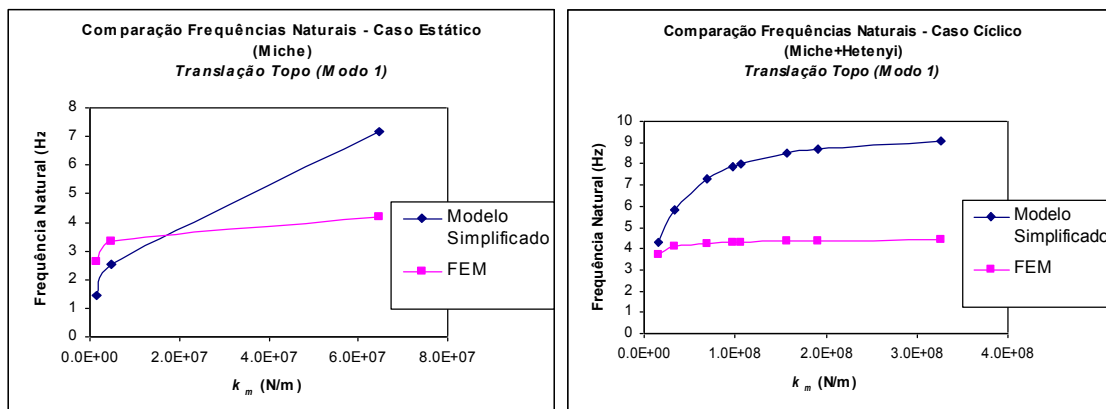 Comparação Frequências Naturais - Caso Estático
(Miche)
Translação Topo (Modo 1)
Frequência Natural (Hz
8
7
6
5
4
3
2
1
0
0.0E+00
2.0E+07
4.0E+07
6.0E+07
8.0E+07
k m (N/m)
Modelo
Simplificado
FEM
Comparação Frequências Naturais - Caso Cíclico
(Miche+Hetenyi)
Translação Topo (Modo 1)
Frequência Natural (Hz)
10
9
8
7
6
5
4
3
2
1
0
0.0E+00
1.0E+08
2.0E+08
3.0E+08
4.0E+08
k m (N/m)
Modelo
Simplificado
FEM